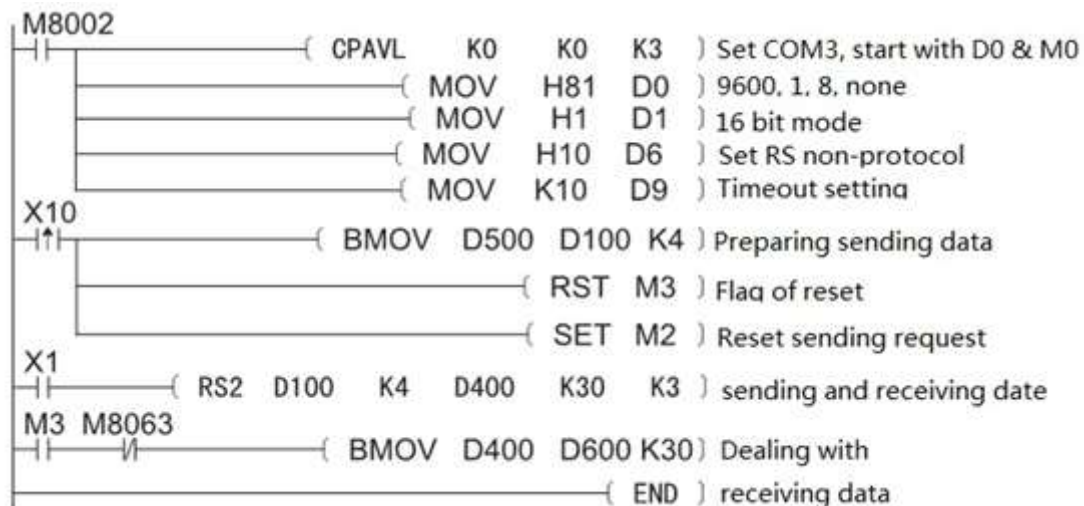 M8002
CPAVL K0 K0 K3 Set COM3, start with D0 & M0
MOV H81 D0 9600, 1, 8, none
MOV H1 D1 16 bit mode
MOV H10 D6 Set RS non-protocol
MOV K10 D9 Timeout setting
X10
BMOV D500 D100 K4 Preparing sending data
RST M3 Flag of reset
SET M2 Reset sending request
X1
RS2 D100 K4 D400 K30 K3 sending and receiving date
M3 M8063
BMOV D400 D600 K30 Dealing with
END receiving data